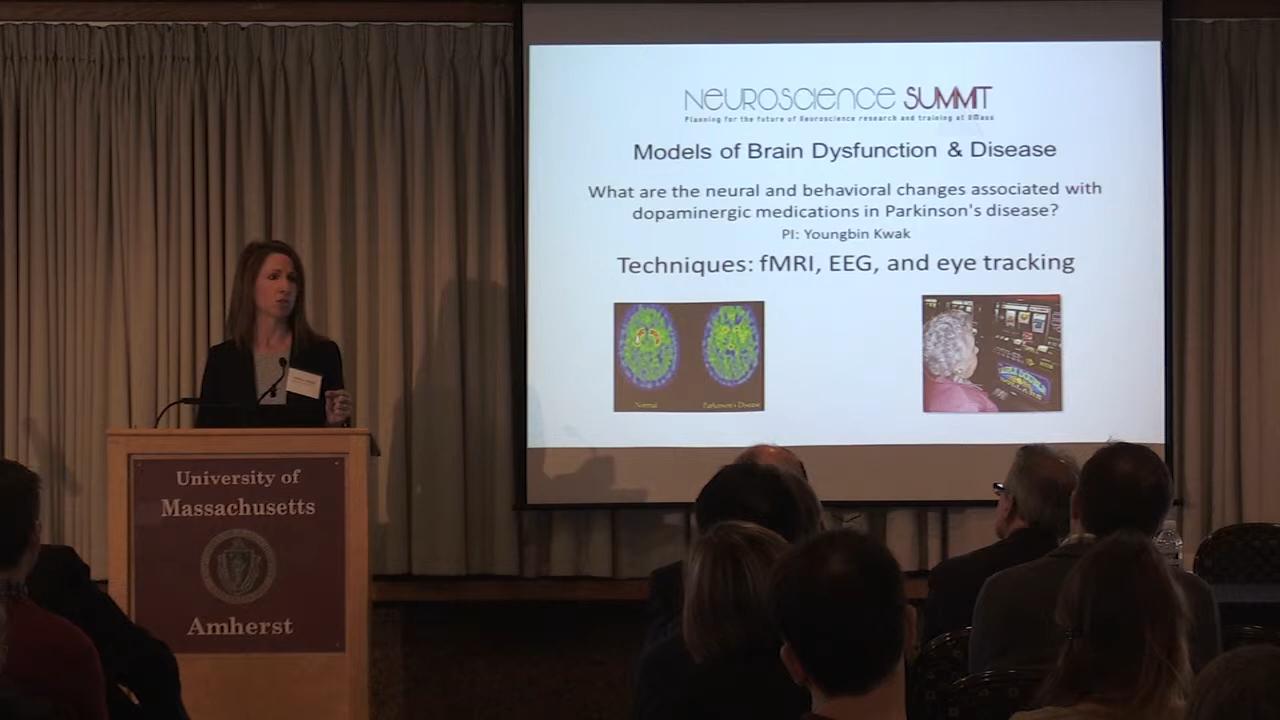 NEUROSCIENCE SUMMIT
Planning for the future of Neuroscience research and training at UMass
Models of Brain Dysfunction & Disease
What are the neural and behavioral changes associated with
dopaminergic medications in Parkinson's disease?
PI: Youngbin Kwak
Techniques: fMRI, EEG, and eye tracking
Normal
Parkinson's Disease
University of
Massachusetts
Amherst